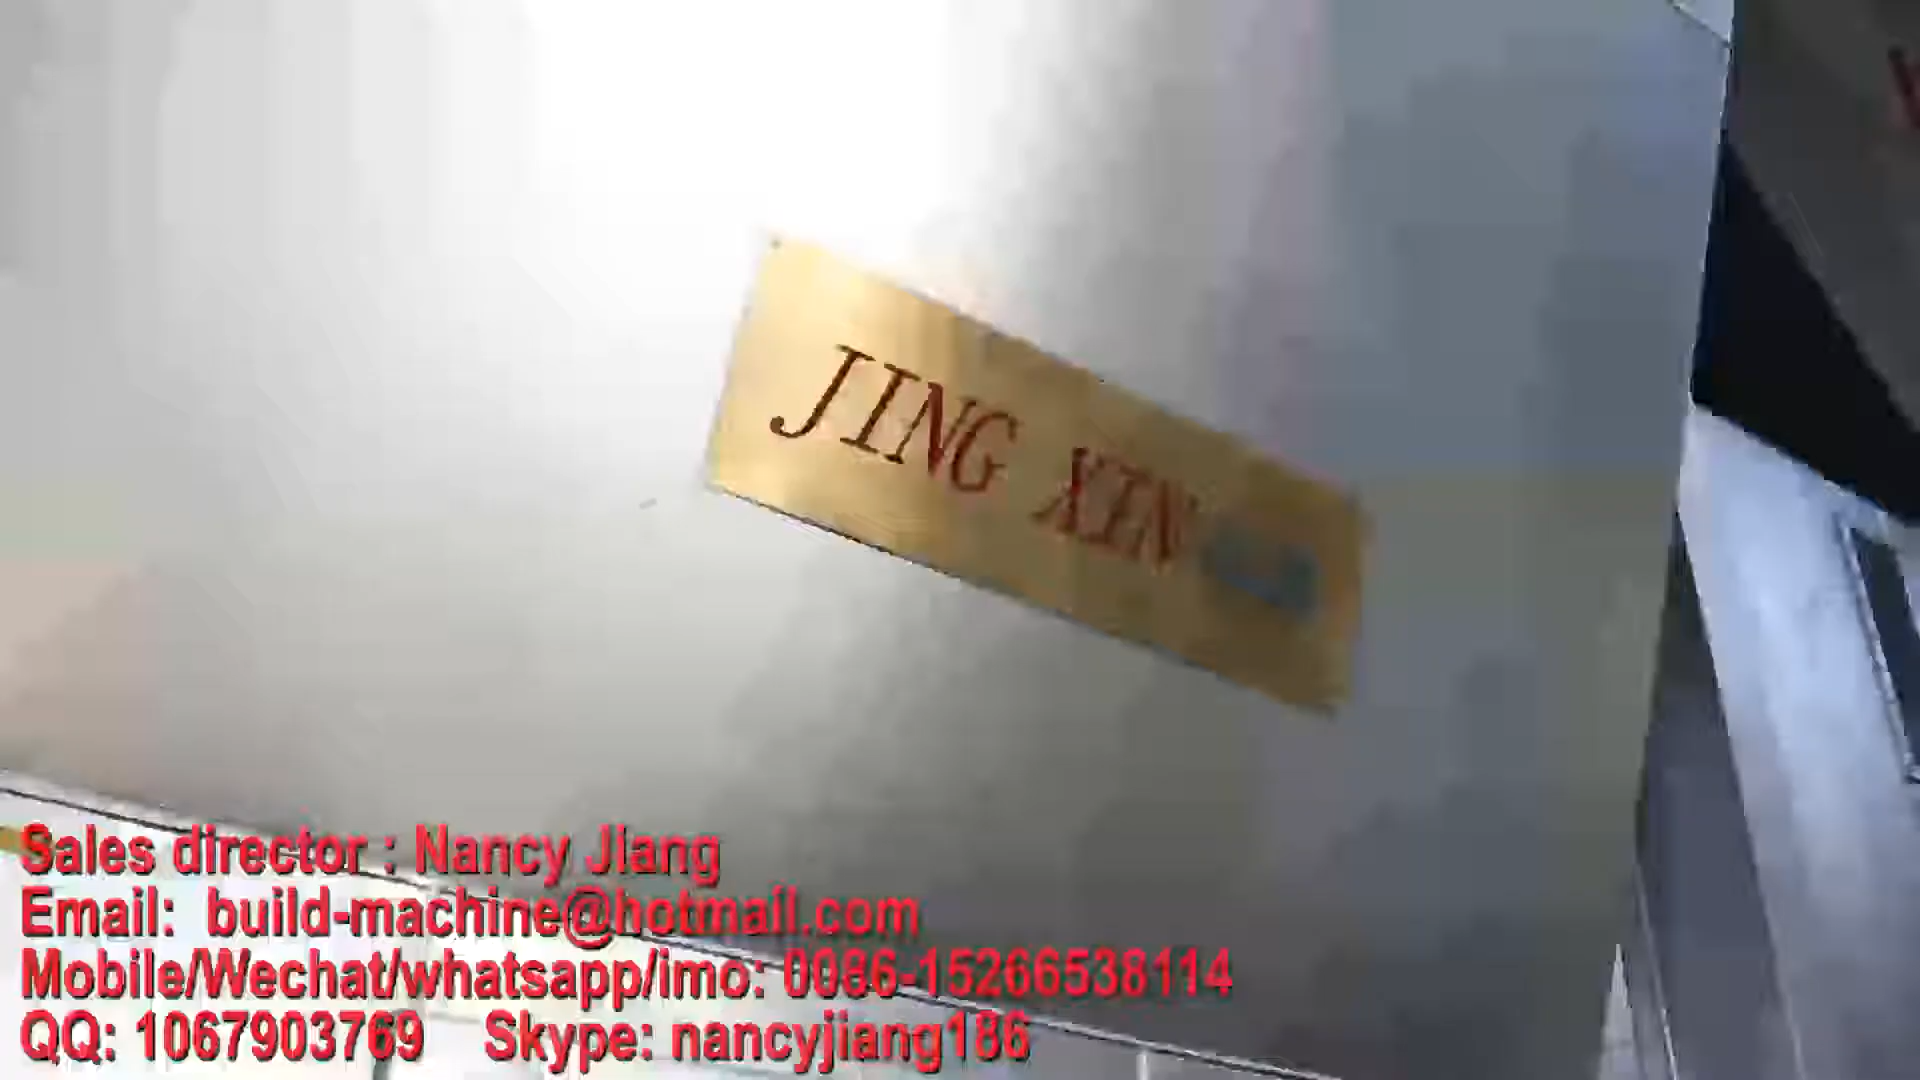 JING XIN
Sales director : Nancy Jiang
Email: build-machine@hotmail.com
Mobile/Wechat/whatsapp/imo: 0086-15266538114
QQ: 1067903769 Skype: nancyjiang186